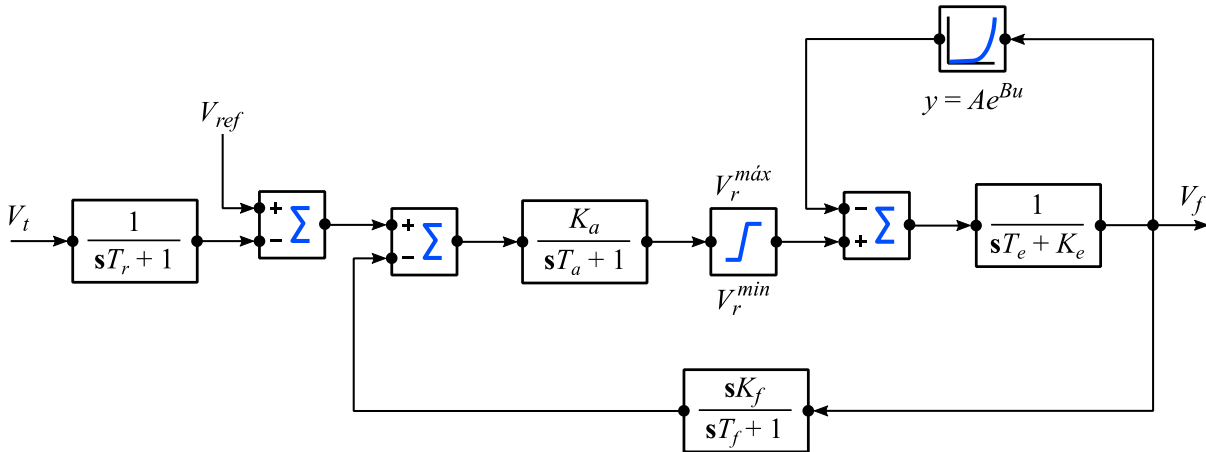 y = Ae^{Bu}
V_{ref}
V_t
1
sT_r + 1
+
−
Σ
+
−
Σ
K_a
sT_a + 1
V_r^{máx}
V_r^{min}
-
+
Σ
1
sT_e + K_e
V_f
sK_f
sT_f + 1